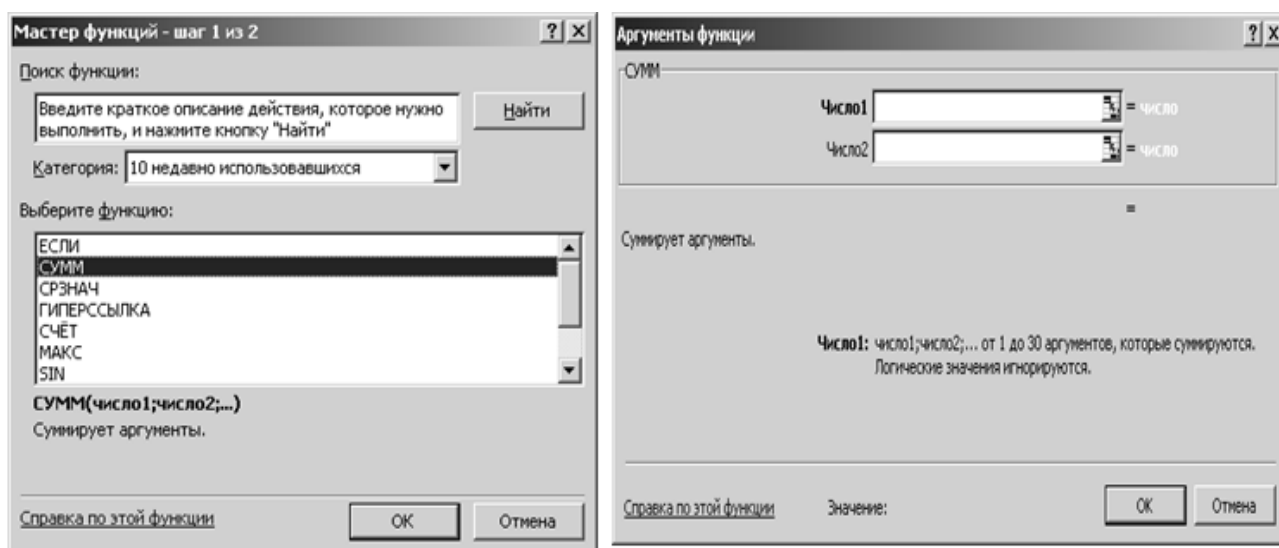 Мастер функций - шаг 1 из 2
Поиск функции:
Введите краткое описание действия, которое нужно
выполнить, и нажмите кнопку "Найти"
Найти
Категория: 10 недавно использовавшихся
Выберите функцию:
ЕСЛИ
СУММ
СРЗНАЧ
ГИПЕРССЫЛКА
СЧЁТ
МАКС
SIN
СУММ(число1;число2;...)
Суммирует аргументы.
Справка по этой функции
ОК
Отмена
Аргументы функции
СУММ
Число1 = число
Число2 = число
=
Суммирует аргументы.
Число1: число1;число2;... от 1 до 30 аргументов, которые суммируются.
Логические значения игнорируются.
Справка по этой функции
Значение:
ОК
Отмена